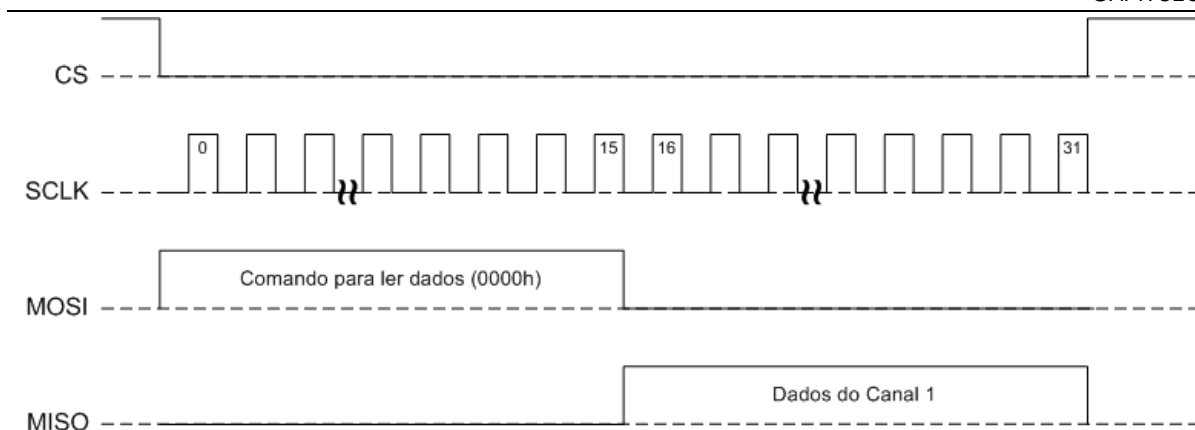 CS
0
15
16
31
SCLK
Comando para ler dados (0000h)
MOSI
Dados do Canal 1
MISO